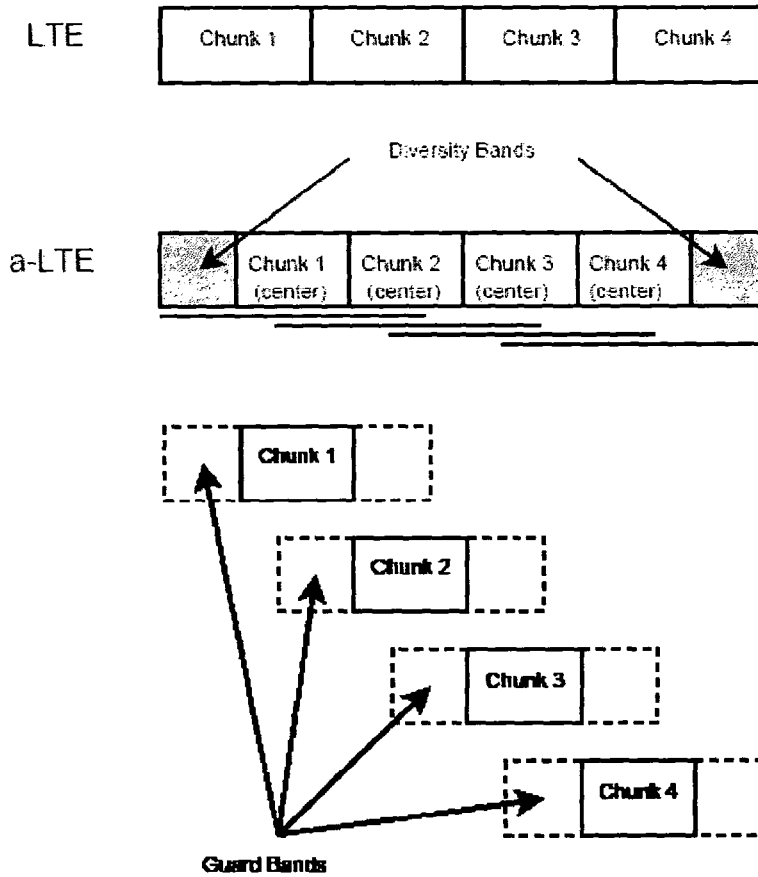 LTE
Chunk 1 Chunk 2 Chunk 3 Chunk 4
Diversity Bands
a-LTE
Chunk 1 Chunk 2 Chunk 3 Chunk 4
(center) (center) (center) (center)
Chunk 1
Chunk 2
Chunk 3
Chunk 4
Guard Bands